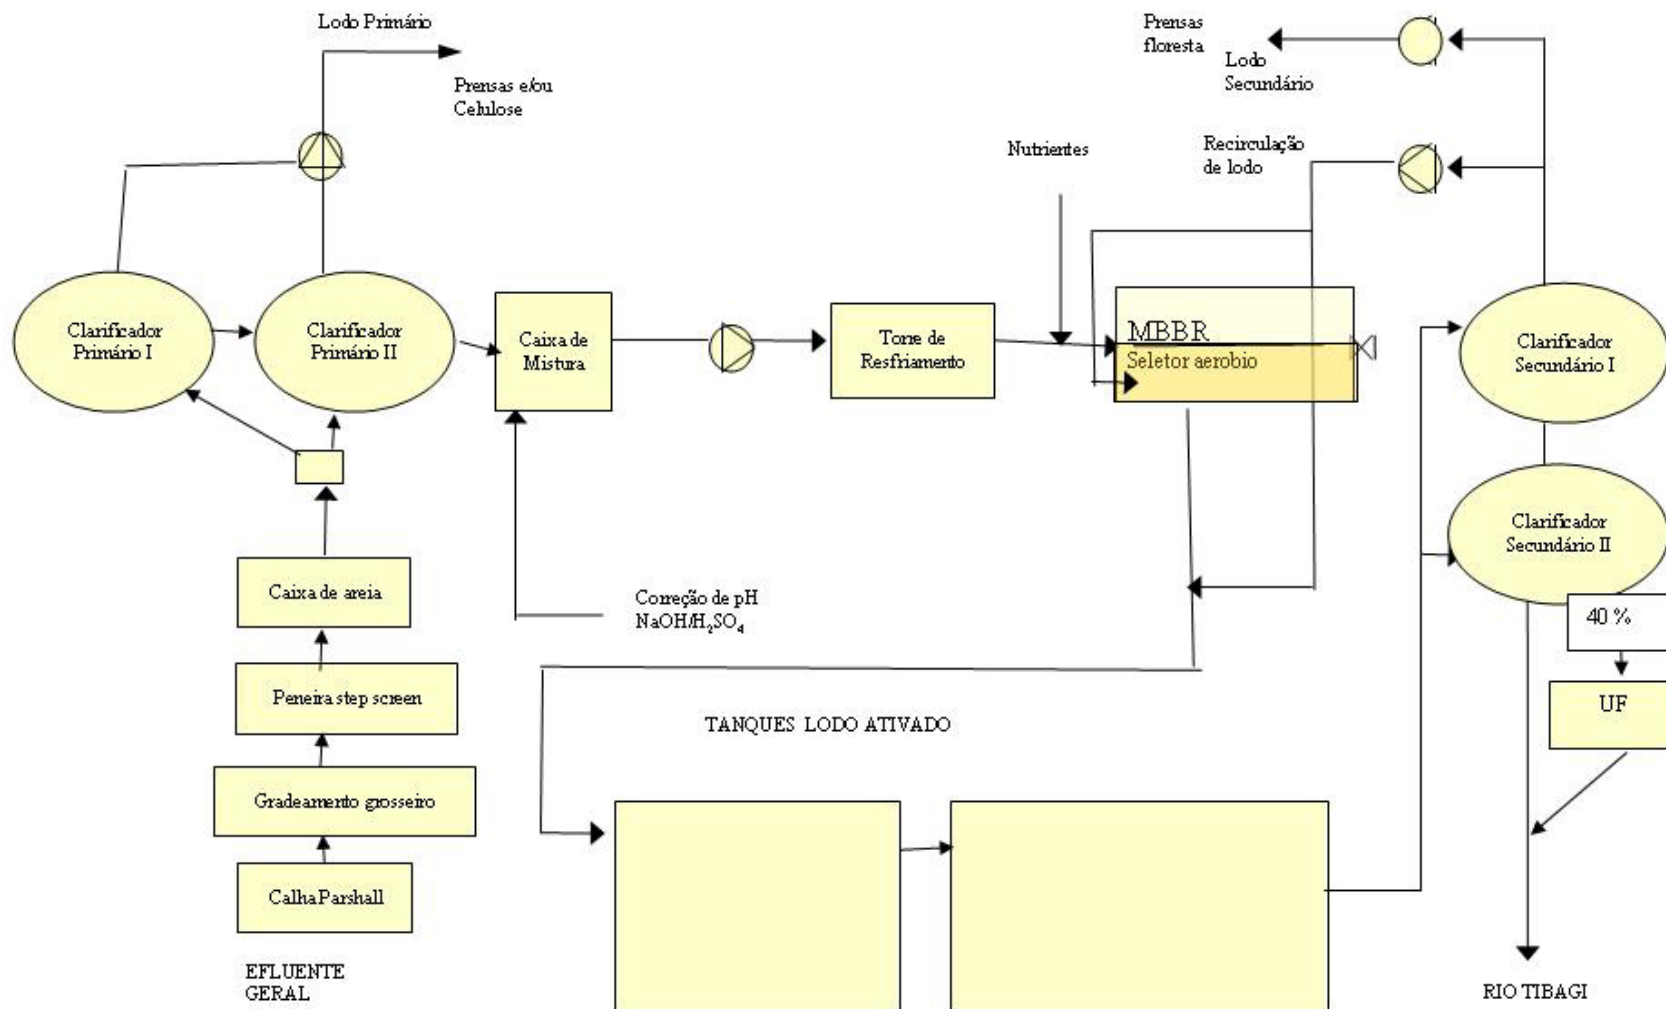 Lodo Primário
Prensas e/ou
Celulose
Prensas
floresta
Lodo
Secundário
Nutrientes
Recirculação
de lodo
Clarificador
Primário I
Clarificador
Primário II
Caixa de
Mistura
Torre de
Resfriamento
MBBR
Seletor aerobio
Clarificador
Secundário I
Clarificador
Secundário II
40 %
UF
Caixa de areia
Correção de pH
NaOH/H₂SO₄
Peneira step screen
TANQUES LODO ATIVADO
Gradeamento grosseiro
Calha Parshall
EFLUENTE
GERAL
RIO TIBAGI